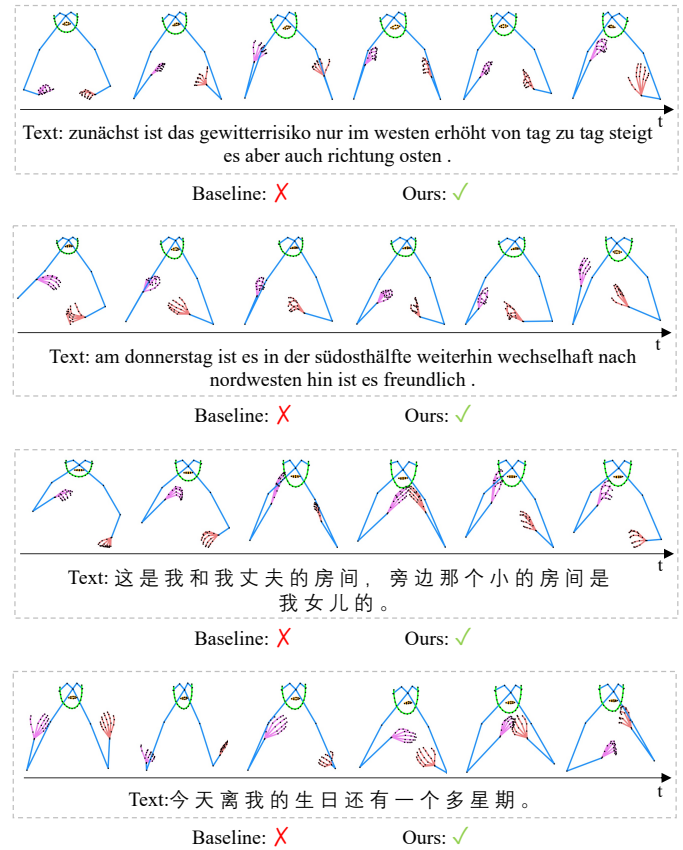 t
Text: zunächst ist das gewitterrisiko nur im westen erhöht von tag zu tag steigt
es aber auch richtung osten .
Baseline: ✗ Ours: ✓
t
Text: am donnerstag ist es in der südosthälfte weiterhin wechselhaft nach
nordwesten hin ist es freundlich .
Baseline: ✗ Ours: ✓
t
Text: 这 是 我 和 我 丈 夫 的 房 间 , 旁 边 那 个 小 的 房 间 是
我 女 儿 的 。
Baseline: ✗ Ours: ✓
t
Text:今 天 离 我 的 生 日 还 有 一 个 多 星 期 。
Baseline: ✗ Ours: ✓